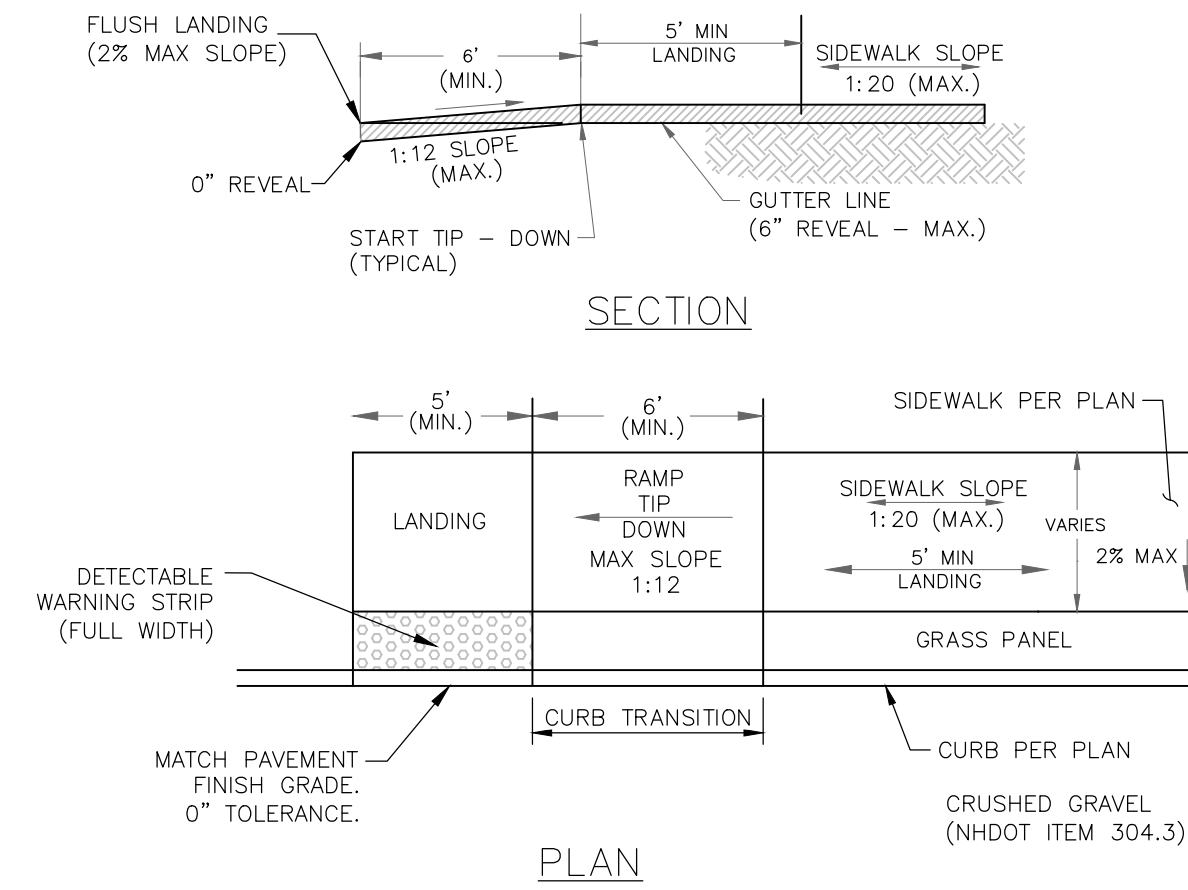 FLUSH LANDING
(2% MAX SLOPE)
6'
(MIN.)
5' MIN
LANDING
SIDEWALK SLOPE
1:20 (MAX.)
1:12 SLOPE
(MAX.)
0" REVEAL
GUTTER LINE
(6" REVEAL – MAX.)
START TIP – DOWN
(TYPICAL)
SECTION
5'
(MIN.)
6'
(MIN.)
SIDEWALK PER PLAN
LANDING
RAMP
TIP
DOWN
MAX SLOPE
1:12
SIDEWALK SLOPE
1:20 (MAX.)
VARIES
5' MIN
LANDING
2% MAX
DETECTABLE
WARNING STRIP
(FULL WIDTH)
GRASS PANEL
CURB TRANSITION
MATCH PAVEMENT
FINISH GRADE.
0" TOLERANCE.
CURB PER PLAN
CRUSHED GRAVEL
(NHDOT ITEM 304.3)
PLAN